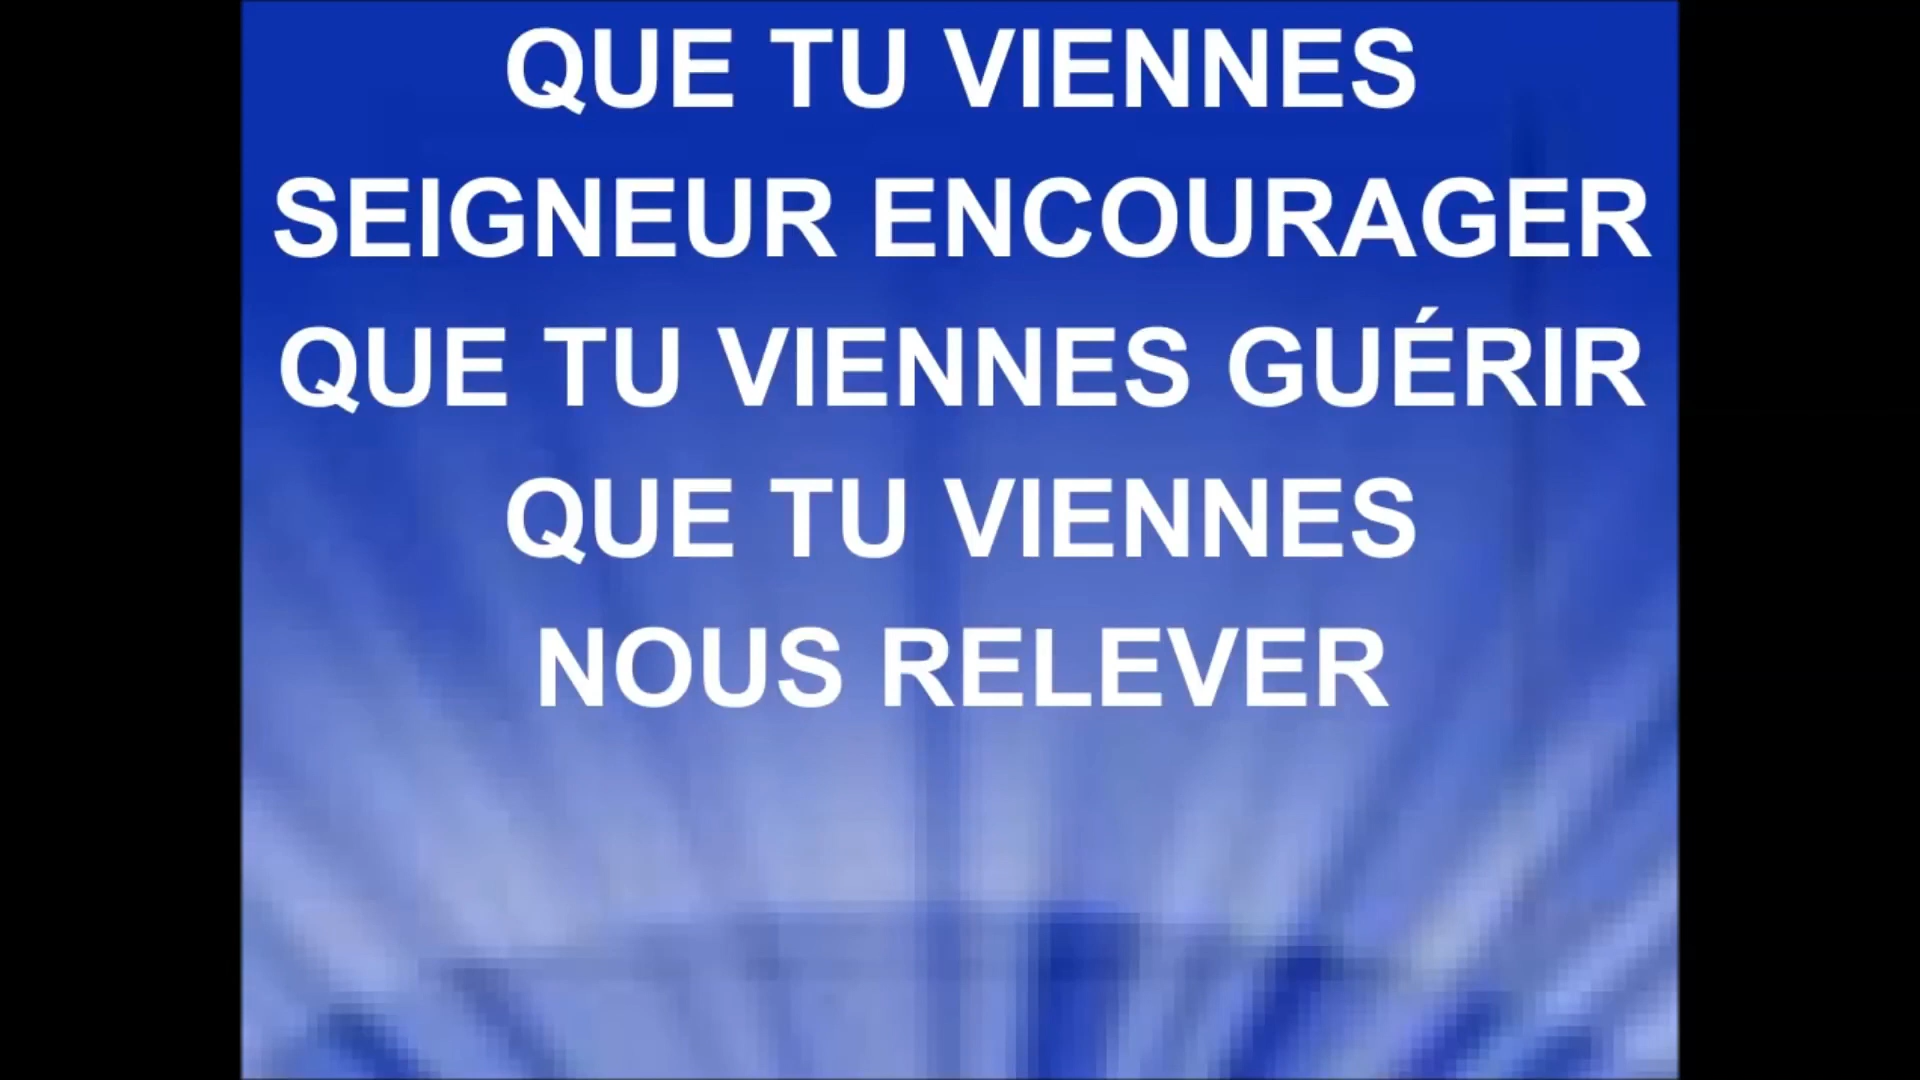 QUE TU VIENNES
SEIGNEUR ENCOURAGER
QUE TU VIENNES GUÉRIR
QUE TU VIENNES
NOUS RELEVER